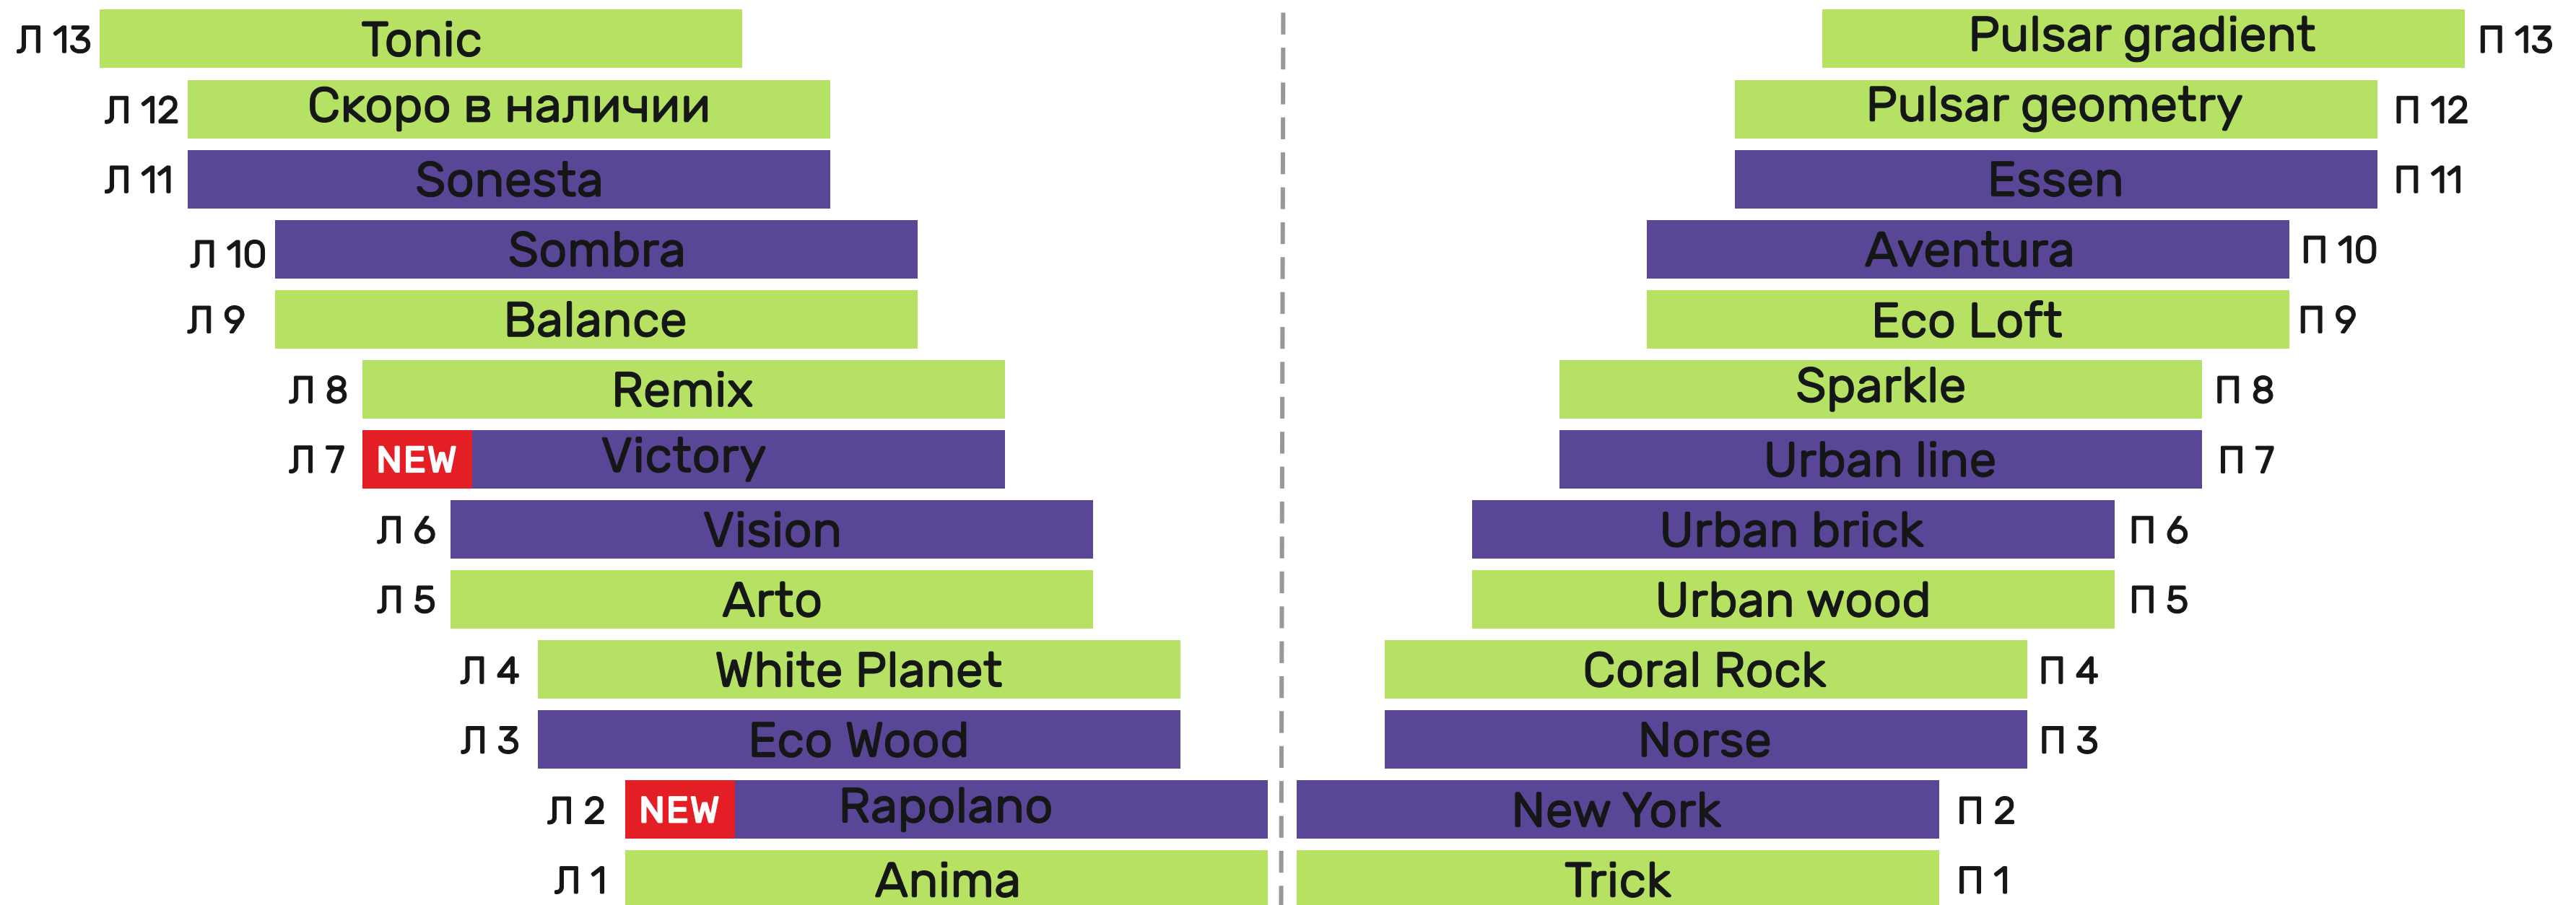 Л 13 Tonic Pulsar gradient П 13
Л 12 Скоро в наличии Pulsar geometry П 12
Л 11 Sonesta Essen П 11
Л 10 Sombra Aventura П 10
Л 9 Balance Eco Loft П 9
Л 8 Remix Sparkle П 8
Л 7 NEW Victory Urban line П 7
Л 6 Vision Urban brick П 6
Л 5 Arto Urban wood П 5
Л 4 White Planet Coral Rock П 4
Л 3 Eco Wood Norse П 3
Л 2 NEW Rapolano New York П 2
Л 1 Anima Trick П 1